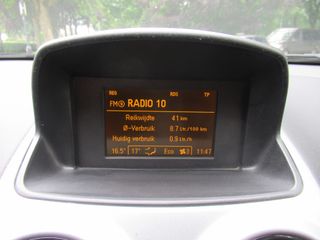 REG RDS TP
FM RADIO 10
Reikwijdte 41 km
Ø-Verbruik 8.7 Ltr./100 km
Huidig verbruik 0.9 Ltr./h
16.5° 17° Eco 3 11:47